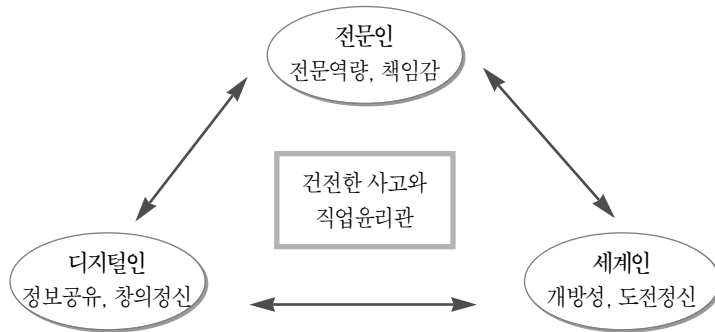 전문인
전문역량, 책임감
건전한 사고와
직업윤리관
디지털인
정보공유, 창의정신
세계인
개방성, 도전정신